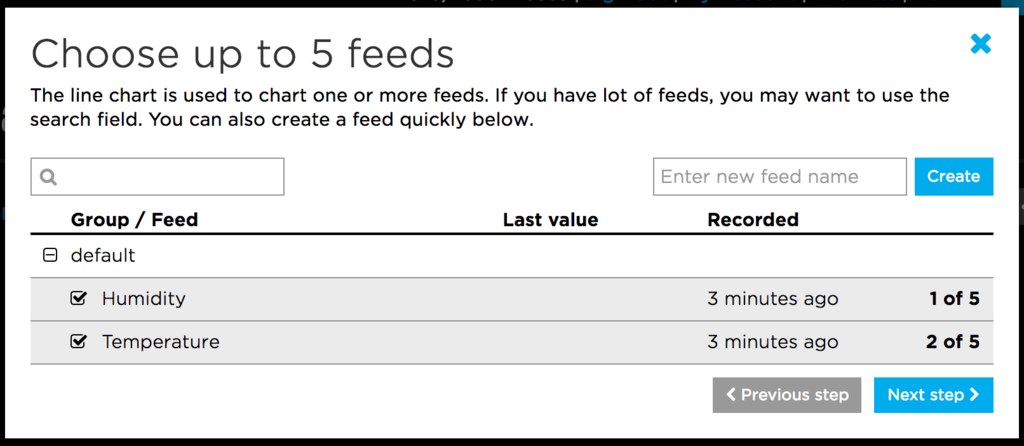 Choose up to 5 feeds
The line chart is used to chart one or more feeds. If you have lot of feeds, you may want to use the
search field. You can also create a feed quickly below.
Enter new feed name Create
Group / Feed Last value Recorded
default
Humidity 3 minutes ago 1 of 5
Temperature 3 minutes ago 2 of 5
Previous step Next step